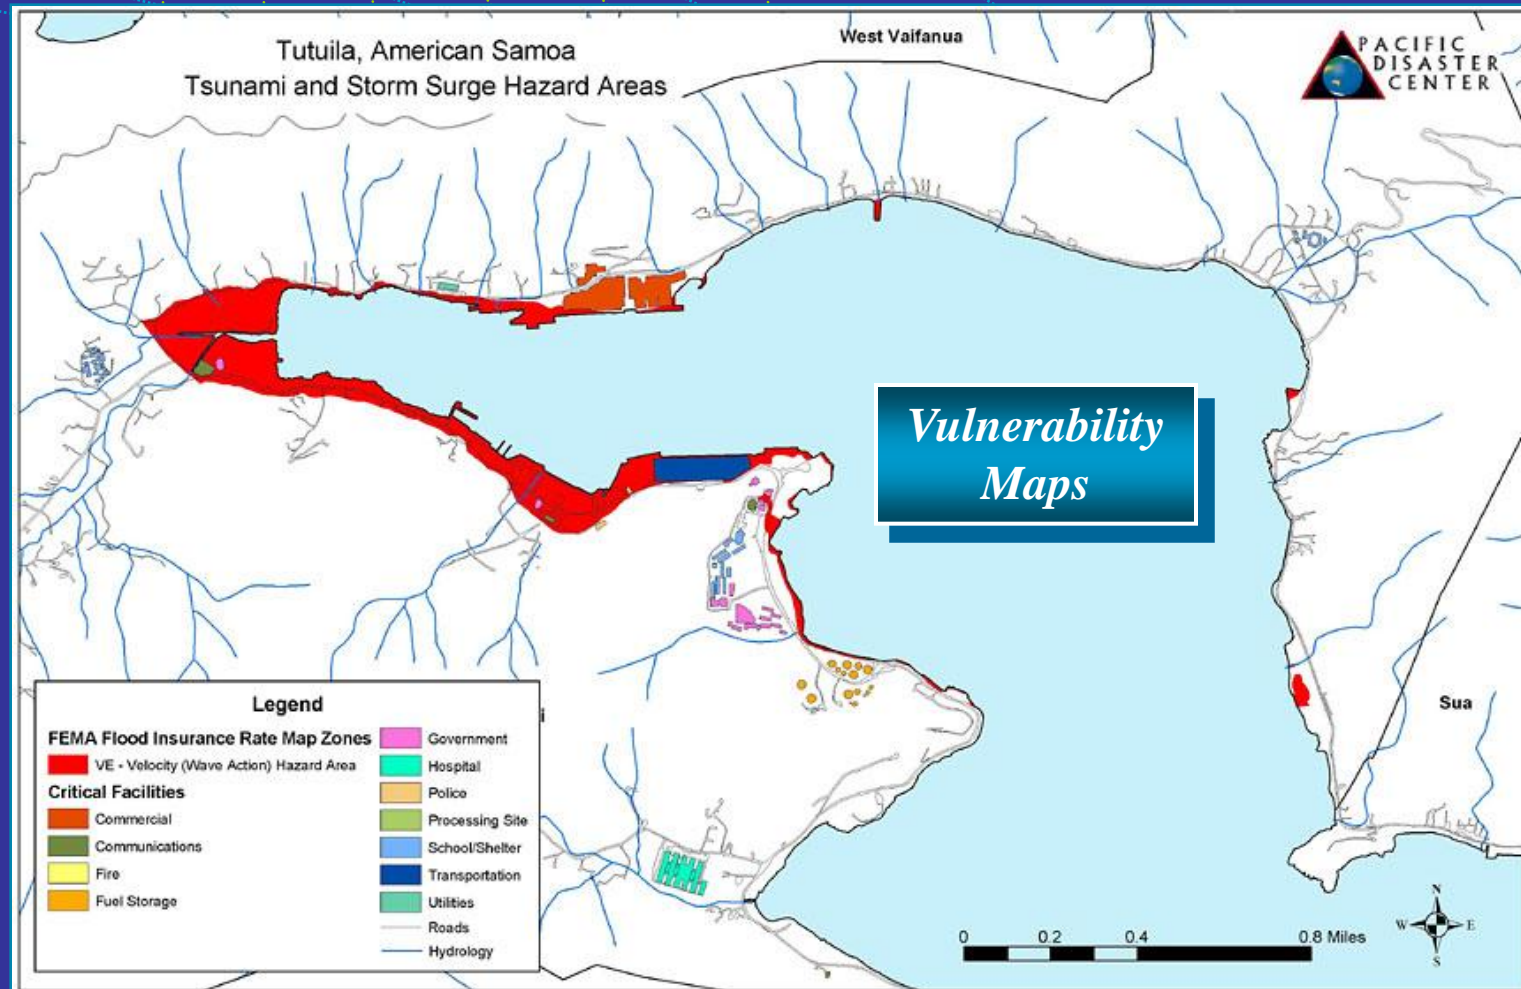 Tutuila, American Samoa
Tsunami and Storm Surge Hazard Areas
West Vaifanua
PACIFIC
DISASTER
CENTER
Vulnerability
Maps
Sua
Legend
FEMA Flood Insurance Rate Map Zones
VE - Velocity (Wave Action) Hazard Area
Critical Facilities
Commercial
Communications
Fire
Fuel Storage
Government
Hospital
Police
Processing Site
School/Shelter
Transportation
Utilities
Roads
Hydrology
0 0.2 0.4 0.8 Miles
N
W E
S